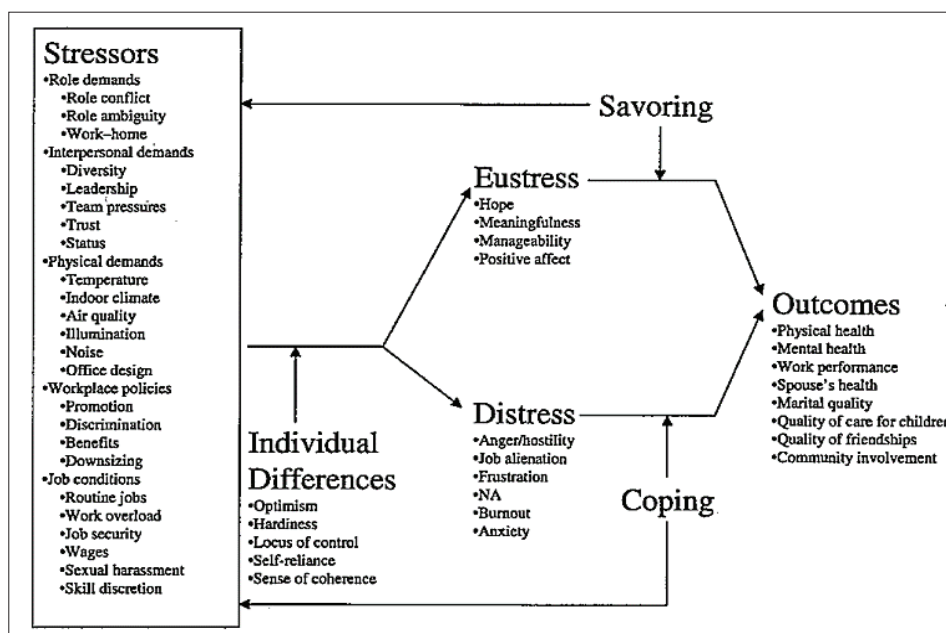 Stressors
•Role demands
•Role conflict
•Role ambiguity
•Work–home
•Interpersonal demands
•Diversity
•Leadership
•Team pressures
•Trust
•Status
•Physical demands
•Temperature
•Indoor climate
•Air quality
•Illumination
•Noise
•Office design
•Workplace policies
•Promotion
•Discrimination
•Benefits
•Downsizing
•Job conditions
•Routine jobs
•Work overload
•Job security
•Wages
•Sexual harassment
•Skill discretion
Individual
Differences
•Optimism
•Hardiness
•Locus of control
•Self-reliance
•Sense of coherence
Savoring
Eustress
•Hope
•Meaningfulness
•Manageability
•Positive affect
Distress
•Anger/hostility
•Job alienation
•Frustration
•NA
•Burnout
•Anxiety
Coping
Outcomes
•Physical health
•Mental health
•Work performance
•Spouse's health
•Marital quality
•Quality of care for children
•Quality of friendships
•Community involvement